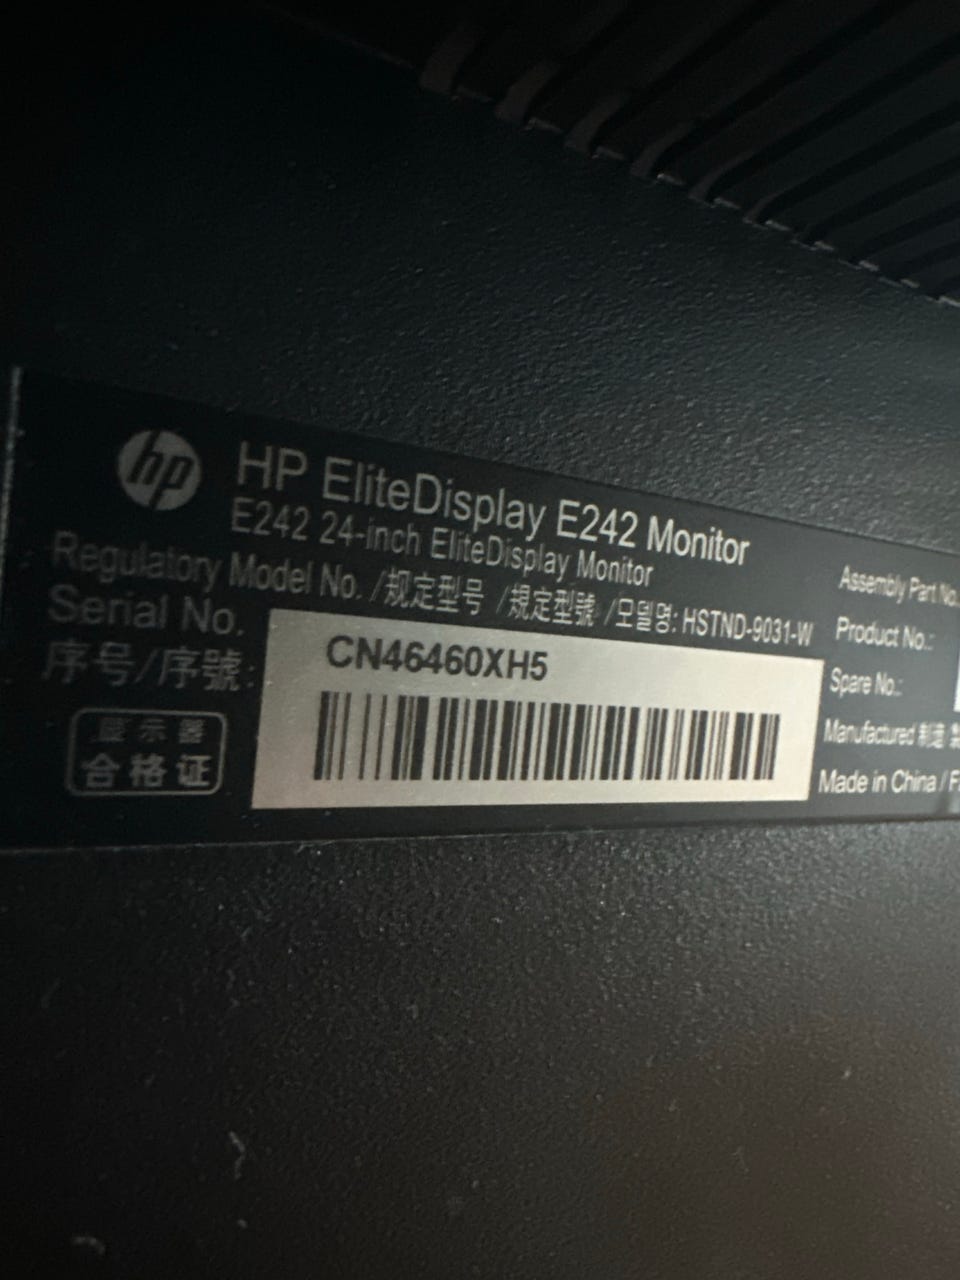 hp
HP EliteDisplay E242 Monitor
E242 24-inch EliteDisplay Monitor
Regulatory Model No. /规定型号 /規定型號 /모델명: HSTND-9031-W
Serial No.
序号/序號:
CN46460XH5
显示器
合格证
Assembly Part No.
Product No.:
Spare No.:
Manufactured 制造
Made in China / F